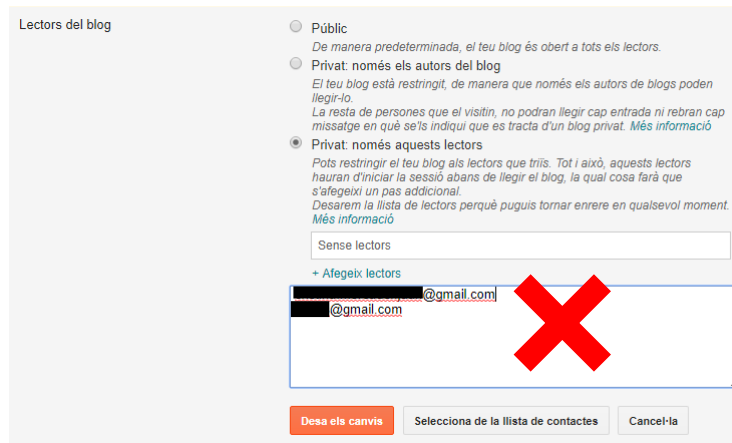 Lectors del blog
Públic
De manera predeterminada, el teu blog és obert a tots els lectors.
Privat: només els autors del blog
El teu blog està restringit, de manera que només els autors de blogs poden
llegir-lo.
La resta de persones que el visitin, no podran llegir cap entrada ni rebran cap
missatge en què se'ls indiqui que es tracta d'un blog privat. Més informació
Privat: només aquests lectors
Pots restringir el teu blog als lectors que triïs. Tot i això, aquests lectors
hauran d'iniciar la sessió abans de llegir el blog, la qual cosa farà que
s'afegeixi un pas addicional.
Desarem la llista de lectors perquè puguis tornar enrere en qualsevol moment.
Més informació
Sense lectors
+ Afegeix lectors
@gmail.com
@gmail.com
Desa els canvis Selecciona de la llista de contactes Cancel·la